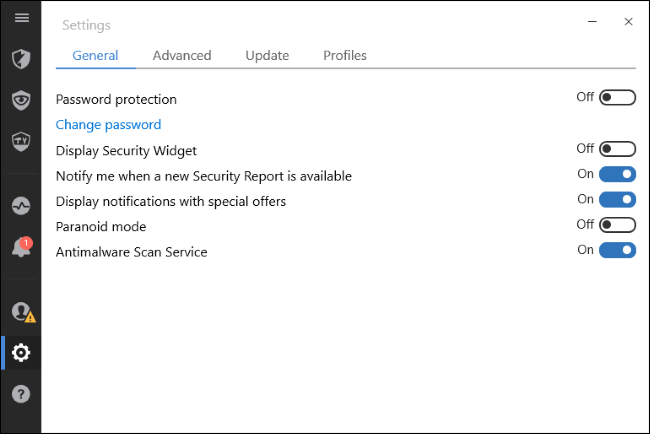 Settings
General Advanced Update Profiles
Password protection Off
Change password
Display Security Widget Off
Notify me when a new Security Report is available On
Display notifications with special offers On
Paranoid mode Off
Antimalware Scan Service On
1
?